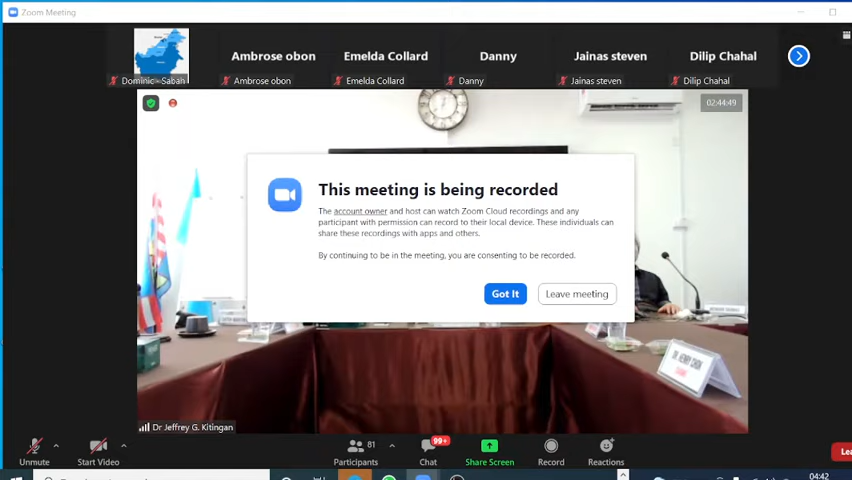 Zoom Meeting
Ambrose obon
Emelda Collard
Danny
Jainas steven
Dilip Chahal
Dominic - Sabah
Ambrose obon
Emelda Collard
Danny
Jainas steven
Dilip Chahal
02:44:49
This meeting is being recorded
The account owner and host can watch Zoom Cloud recordings and any
participant with permission can record to their local device. These individuals can
share these recordings with apps and others.
By continuing to be in the meeting, you are consenting to be recorded.
Got It
Leave meeting
DR. HENRY CHOK
Dr Jeffrey G. Kitingan
81
99+
Unmute
Start Video
Participants
Chat
Share Screen
Record
Reactions
04:42